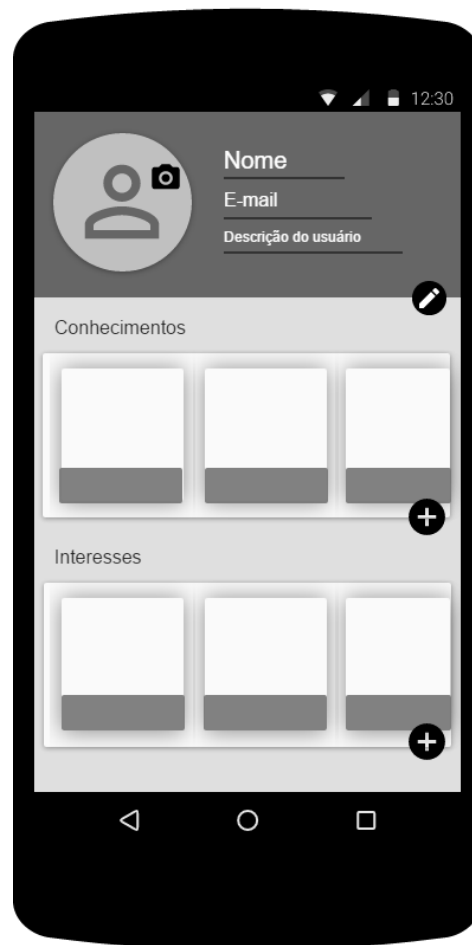 12:30
Nome
E-mail
Descrição do usuário
Conhecimentos
Interesses